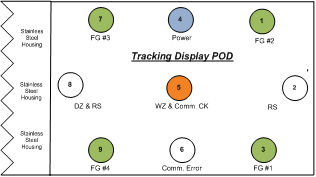 Stainless
Steel
Housing
7
FG #3
4
Power
1
FG #2
Tracking Display POD
Stainless
Steel
Housing
8
DZ & RS
5
WZ & Comm. CK
2
RS
Stainless
Steel
Housing
9
FG #4
6
Comm. Error
3
FG #1